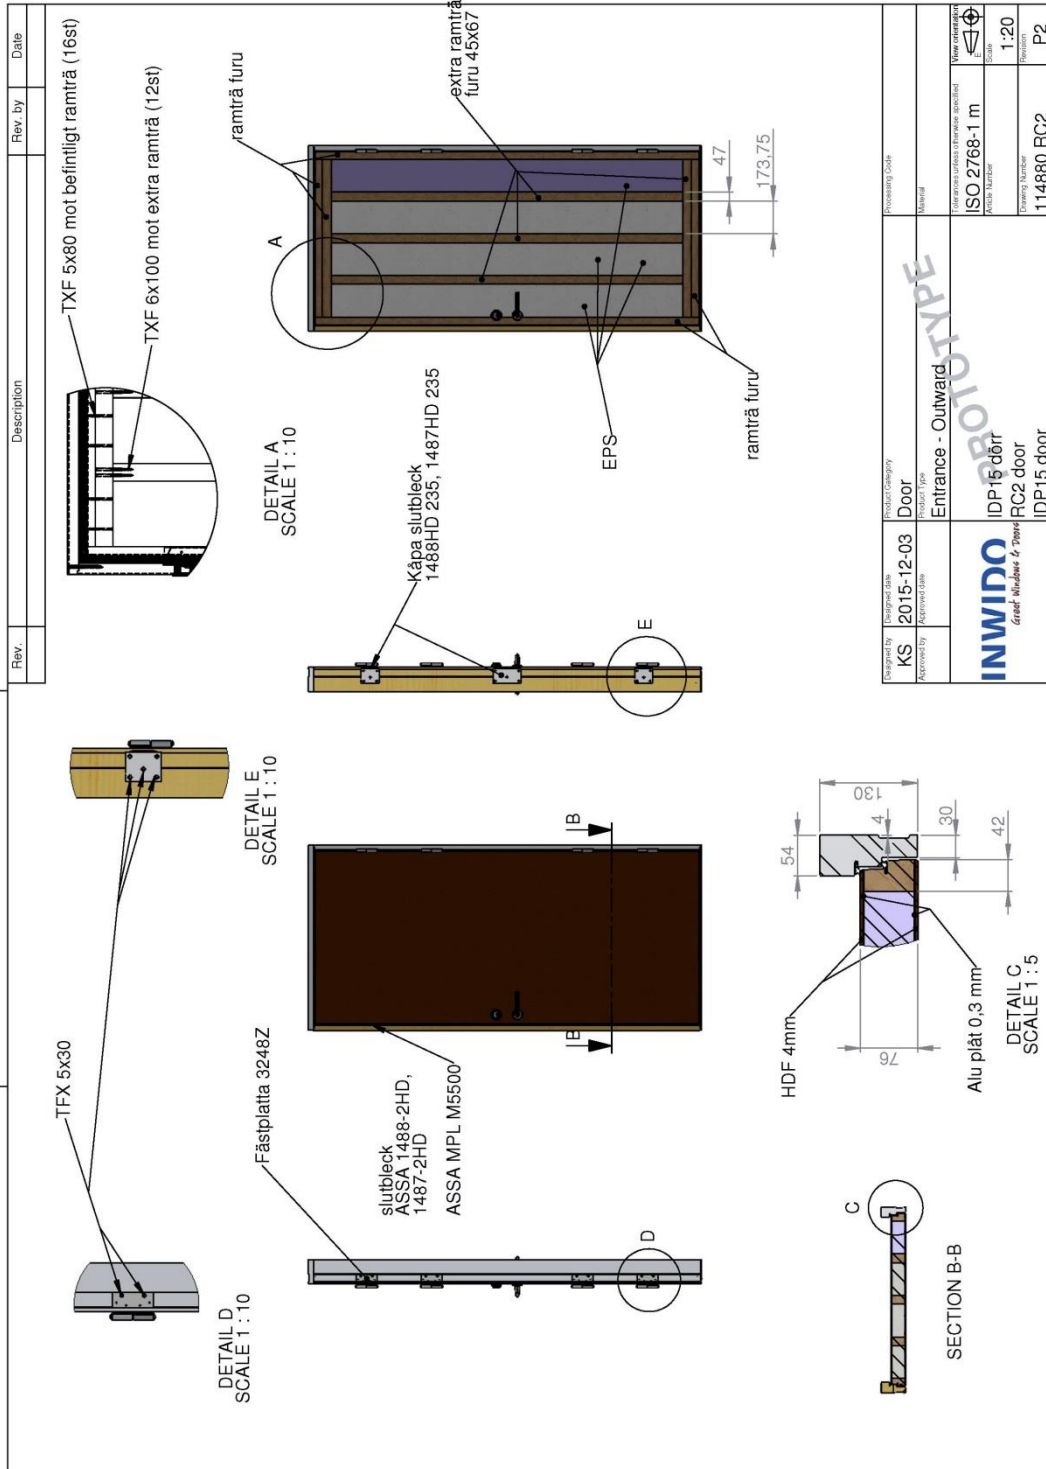 Rev.
Description
Rev. by
Date
TFX 5x30
DETAIL D
SCALE 1 : 10
DETAIL E
SCALE 1 : 10
TXF 5x80 mot befintligt ramträ (16st)
TXF 6x100 mot extra ramträ (12st)
DETAIL A
SCALE 1 : 10
Fästplatta 3248Z
D
slutbleck
ASSA 1488-2HD,
1487-2HD
ASSA MPL M5500
B
B
Kåpa slutbleck
1488HD 235, 1487HD 235
E
A
ramträ furu
extra ramträ
furu 45x67
47
173,75
EPS
ramträ furu
C
SECTION B-B
HDF 4mm
Alu plåt 0,3 mm
54
130
4
30
42
76
DETAIL C
SCALE 1 : 5
Designed by
KS
Designed date
2015-12-03
Product Category
Door
Processing Code
Approved by
Approved date
Product Type
Entrance - Outward
Material
PROTOTYPE
INWIDO
Great Windows & Doors
IDP15 dörr
RC2 door
IDP15 door
Tolerances unless otherwise specified
ISO 2768-1 m
View orientation
E
Article Number
Scale
1:20
Drawing Number
114880 RC2
Revision
P2